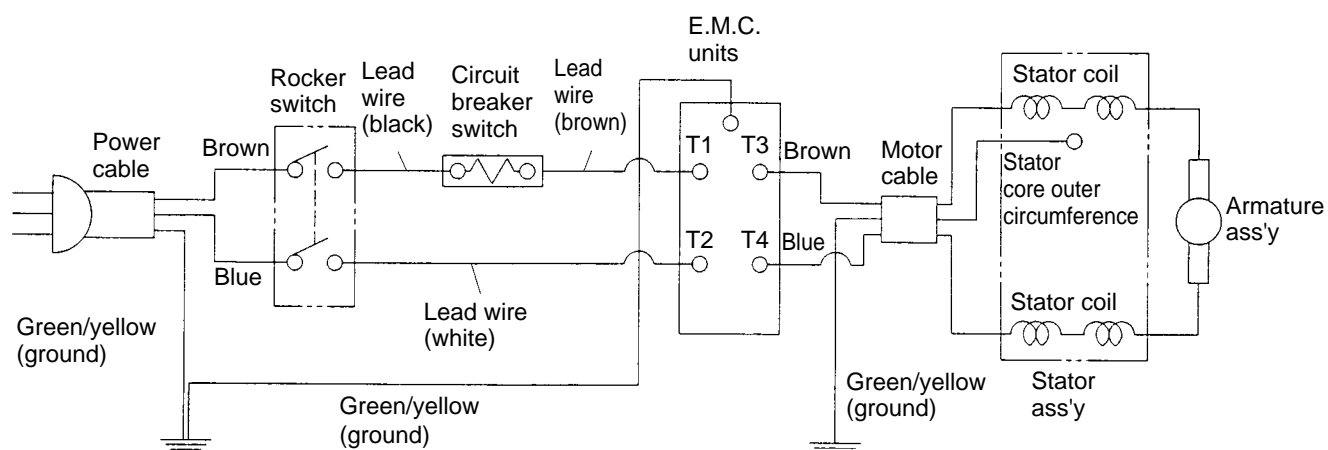 E.M.C.
units
Rocker
switch
Lead
wire
(black)
Circuit
breaker
switch
Lead
wire
(brown)
Stator coil
Power
cable
Brown
T1
T3
Brown
Motor
cable
Stator
core outer
circumference
Armature
ass'y
Blue
T2
T4
Blue
Lead wire
(white)
Stator coil
Green/yellow
(ground)
Green/yellow
(ground)
Green/yellow
(ground)
Stator
ass'y